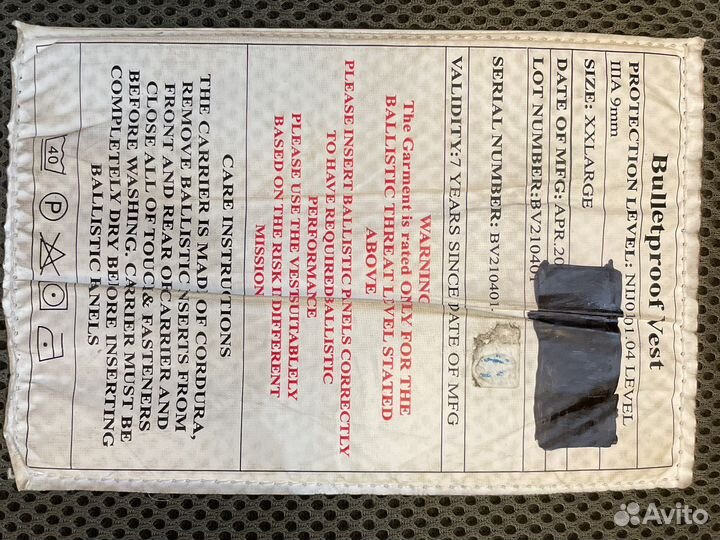 Bulletproof Vest
PROTECTION LEVEL: NIJ0101.04 LEVEL
IIIA 9mm
SIZE: XXLARGE
DATE OF MFG: APR.20
LOT NUMBER:BV210401
SERIAL NUMBER: BV210401-
VALIDITY:7 YEARS SINCE DATE OF MFG
WARNING
The Garment is rated ONLY FOR THE
BALLISTIC THREAT LEVEL STATED
ABOVE
PLEASE INSERT BALLISTIC PANELS CORRECTLY
TO HAVE REQUIRED BALLISTIC
PERFORMAICE
PLEASE USE THE VEST SUITABLELY
BASED ON THE RISK I DIFFERENT
MISSION
CARE INSTRUCTIONS
THE CARRIER IS MADE OF CORDURA,
REMOVE BALLISTIC INSERTS FROM
FRONT AND REAR OF CARRIER AND
CLOSE ALL OF TOUCH & FASTENERS
BEFORE WASHING. CARRIER MUST BE
COMPLETELY DRY BEFORE INSERTING
BALLISTIC PANELS
40 P
Avito